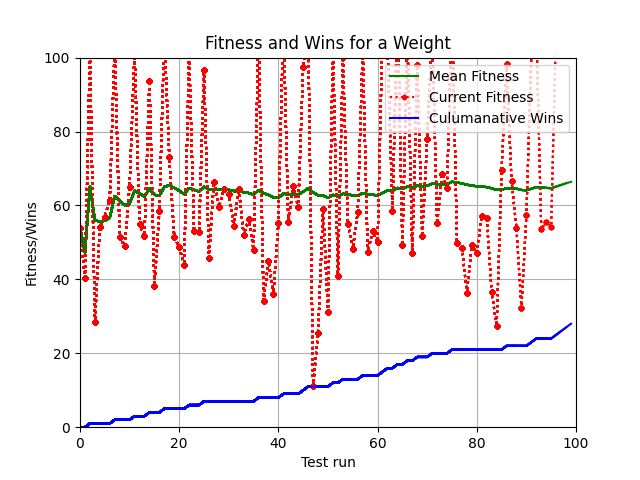 Fitness and Wins for a Weight
Mean Fitness
Current Fitness
Culumanative Wins
100
80
60
40
20
0
Fitness/Wins
0 20 40 60 80 100
Test run